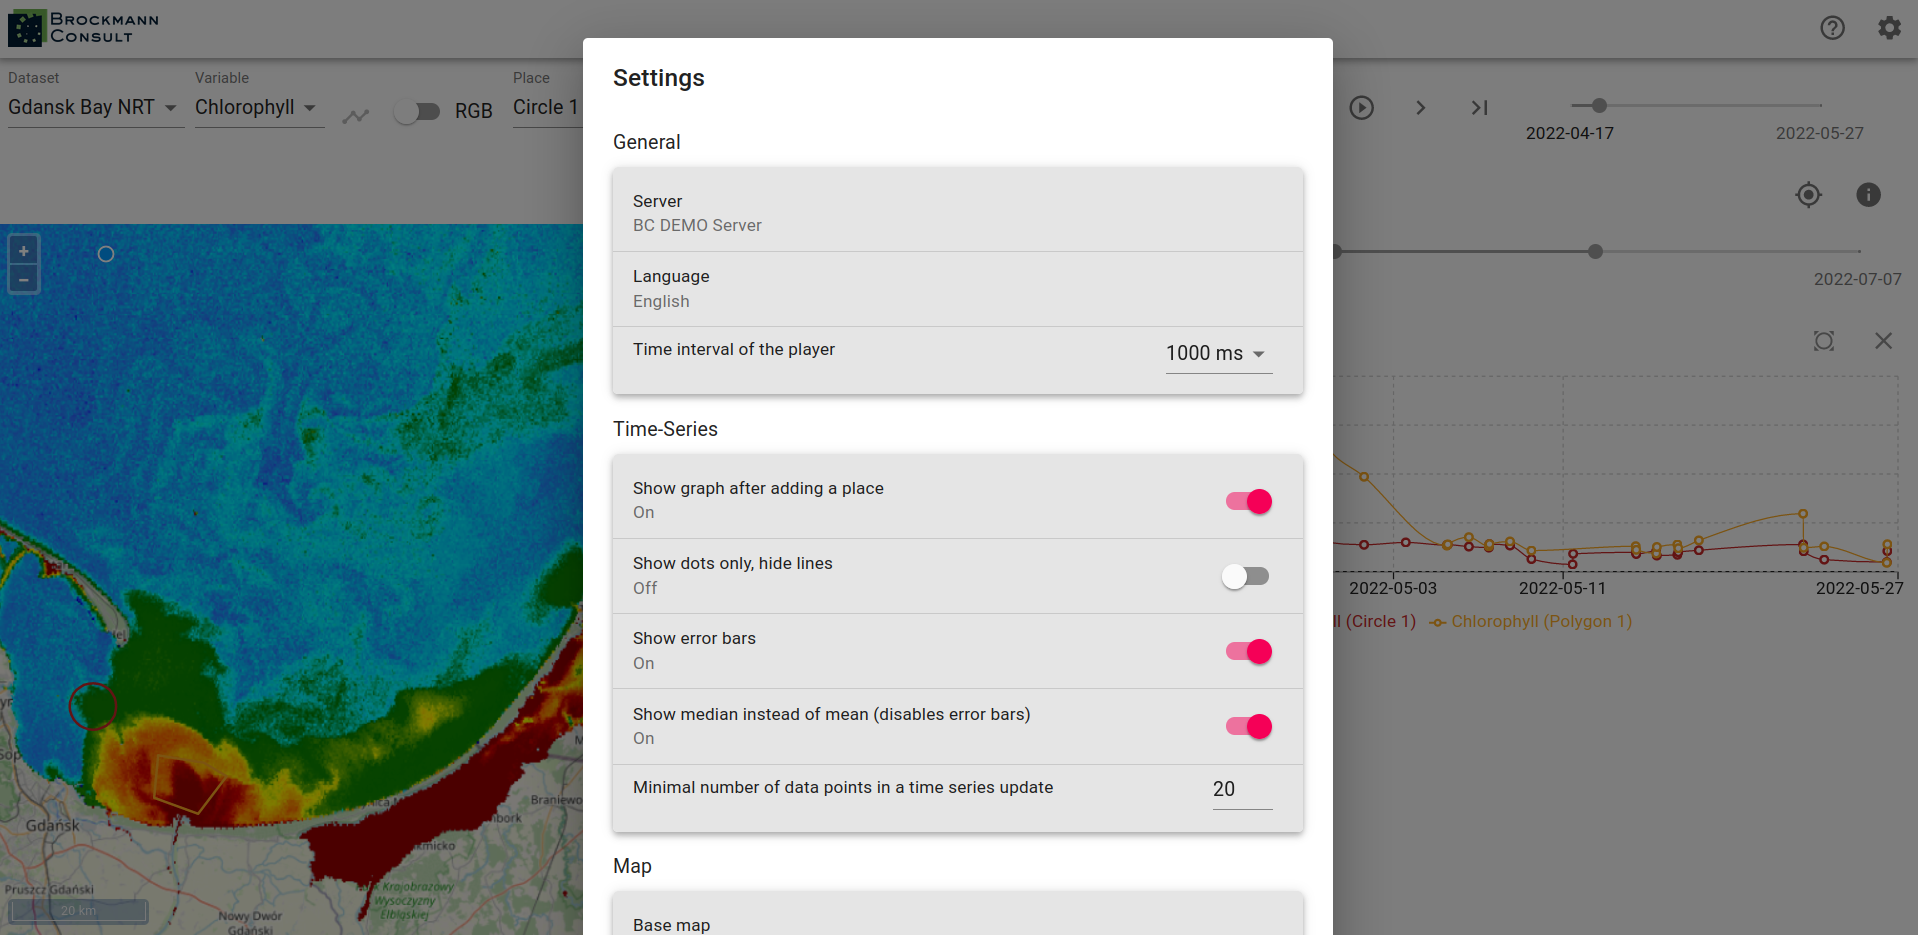 BROCKMANN
CONSULT
Dataset
Gdansk Bay NRT
Variable
Chlorophyll
RGB
Place
Circle 1
2022-04-17
2022-05-27
2022-07-07
Settings
General
Server
BC DEMO Server
Language
English
Time interval of the player
1000 ms
Time-Series
Show graph after adding a place
On
Show dots only, hide lines
Off
Show error bars
On
Show median instead of mean (disables error bars)
On
Minimal number of data points in a time series update
20
Map
Base map
2022-05-03
2022-05-11
2022-05-27
(Circle 1)
Chlorophyll (Polygon 1)
+
−
Gdańsk
Braniewo
Pruszcz Gdański
20 km
Nowy Dwór
Gdański
Krajobrazowy
Wysoczyzny
Elbląskiej